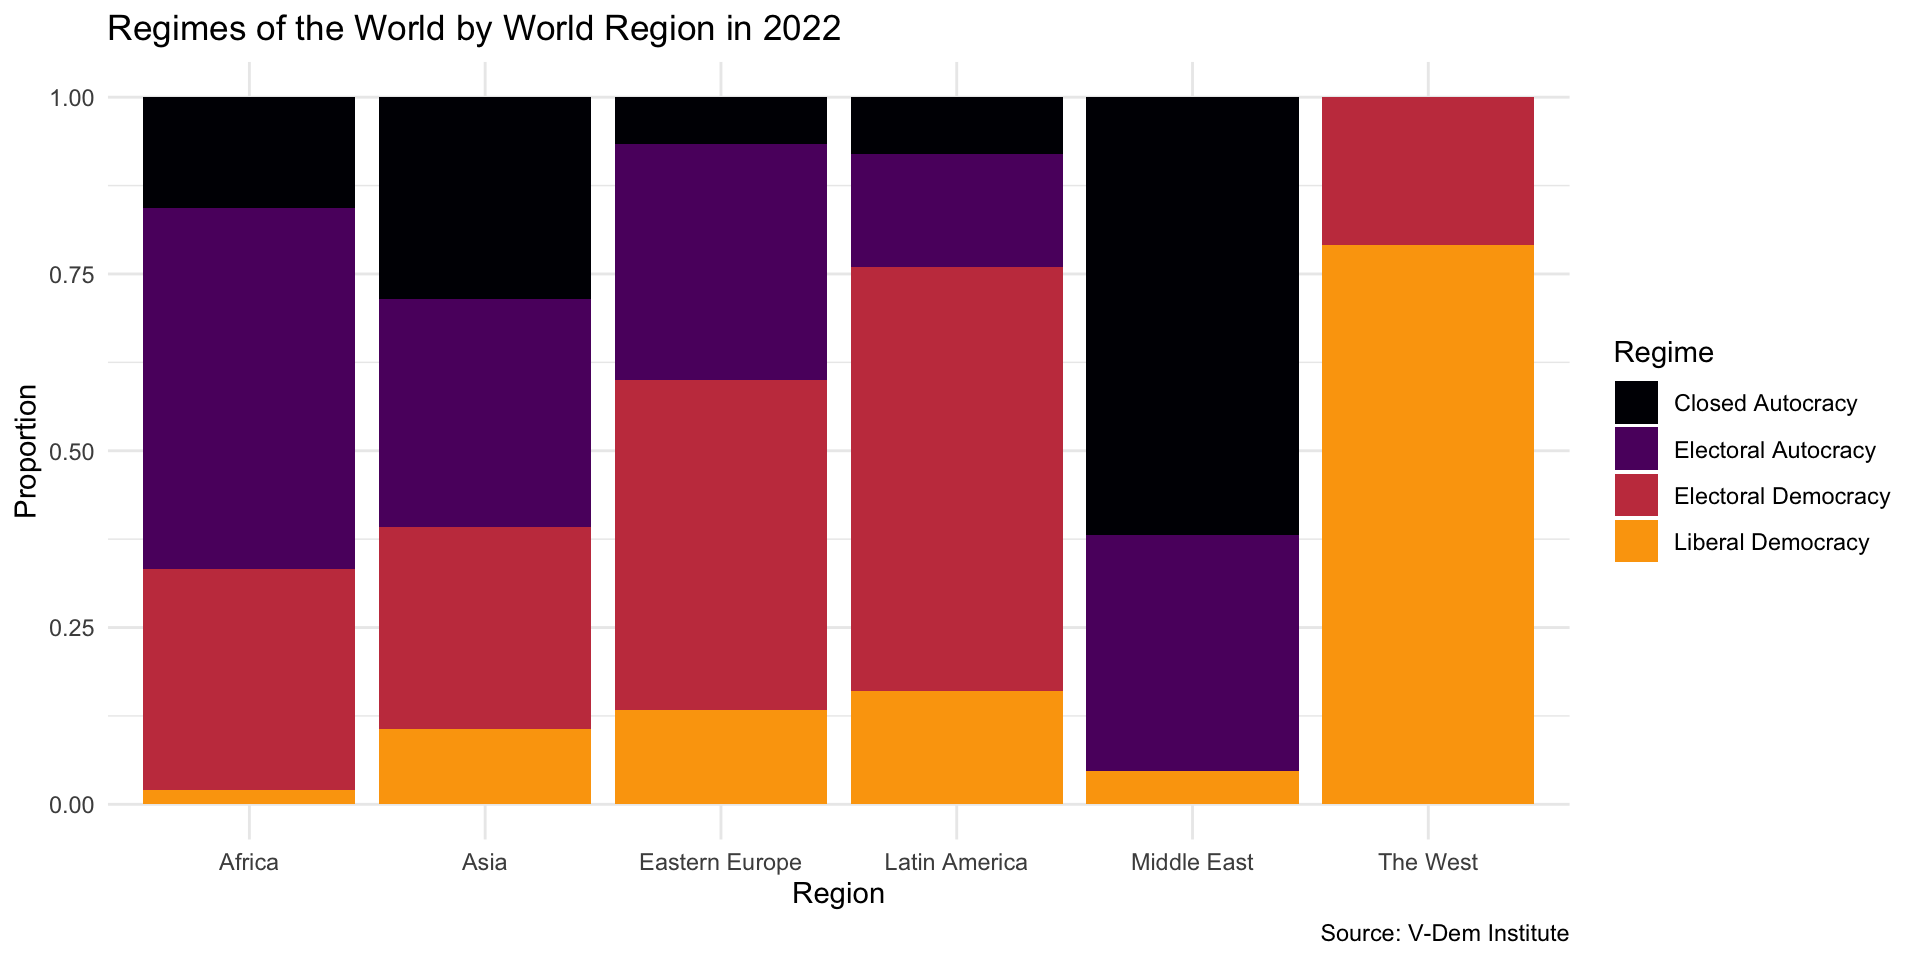 Regimes of the World by World Region in 2022
1.00
0.75
0.50
0.25
0.00
Proportion
Africa
Asia
Eastern Europe
Latin America
Middle East
The West
Region
Regime
Closed Autocracy
Electoral Autocracy
Electoral Democracy
Liberal Democracy
Source: V-Dem Institute